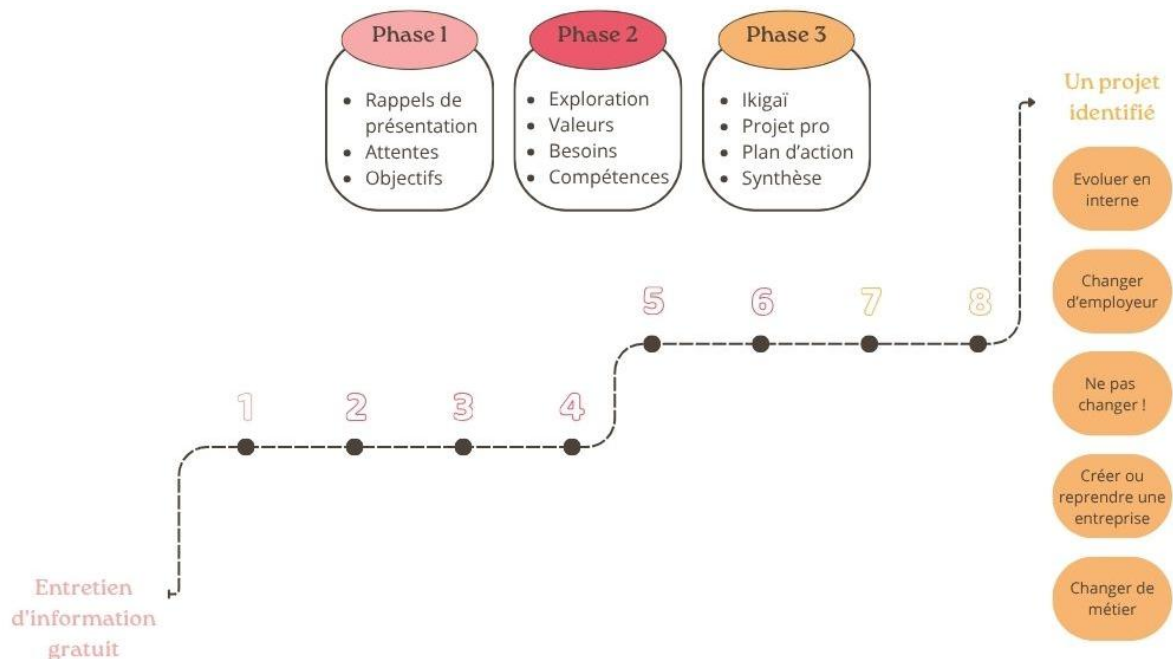 Phase 1
Rappels de
présentation
Attentes
Objectifs
Phase 2
Exploration
Valeurs
Besoins
Compétences
Phase 3
Ikigaï
Projet pro
Plan d'action
Synthèse
Un projet
identifié
Evoluer en
interne
Changer
d'employeur
Ne pas
changer !
Créer ou
reprendre une
entreprise
Changer de
métier
5 6 7 8
1 2 3 4
Entretien
d'information
gratuit